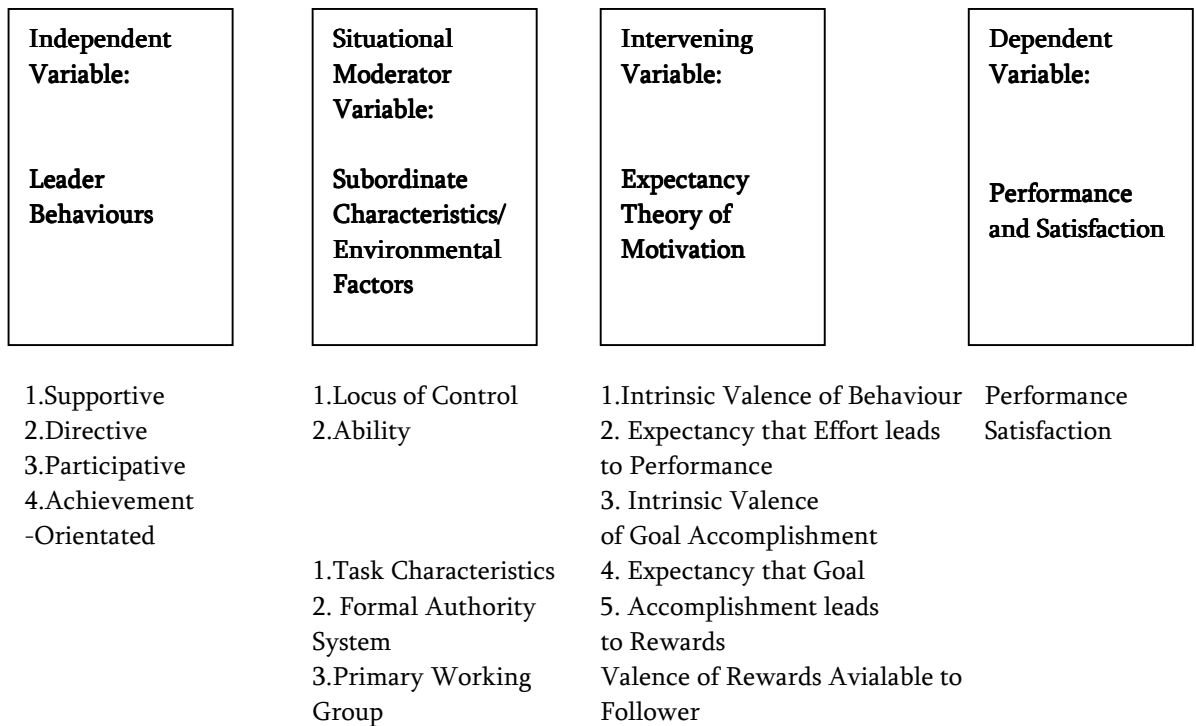 Independent
Variable:
Leader
Behaviours
Situational
Moderator
Variable:
Subordinate
Characteristics/
Environmental
Factors
Intervening
Variable:
Expectancy
Theory of
Motivation
Dependent
Variable:
Performance
and Satisfaction
1.Supportive
2.Directive
3.Participative
4.Achievement
-Orientated
1.Locus of Control
2.Ability
1.Task Characteristics
2. Formal Authority
System
3.Primary Working
Group
1.Intrinsic Valence of Behaviour
2. Expectancy that Effort leads
to Performance
3. Intrinsic Valence
of Goal Accomplishment
4. Expectancy that Goal
5. Accomplishment leads
to Rewards
Valence of Rewards Avialable to
Follower
Performance
Satisfaction